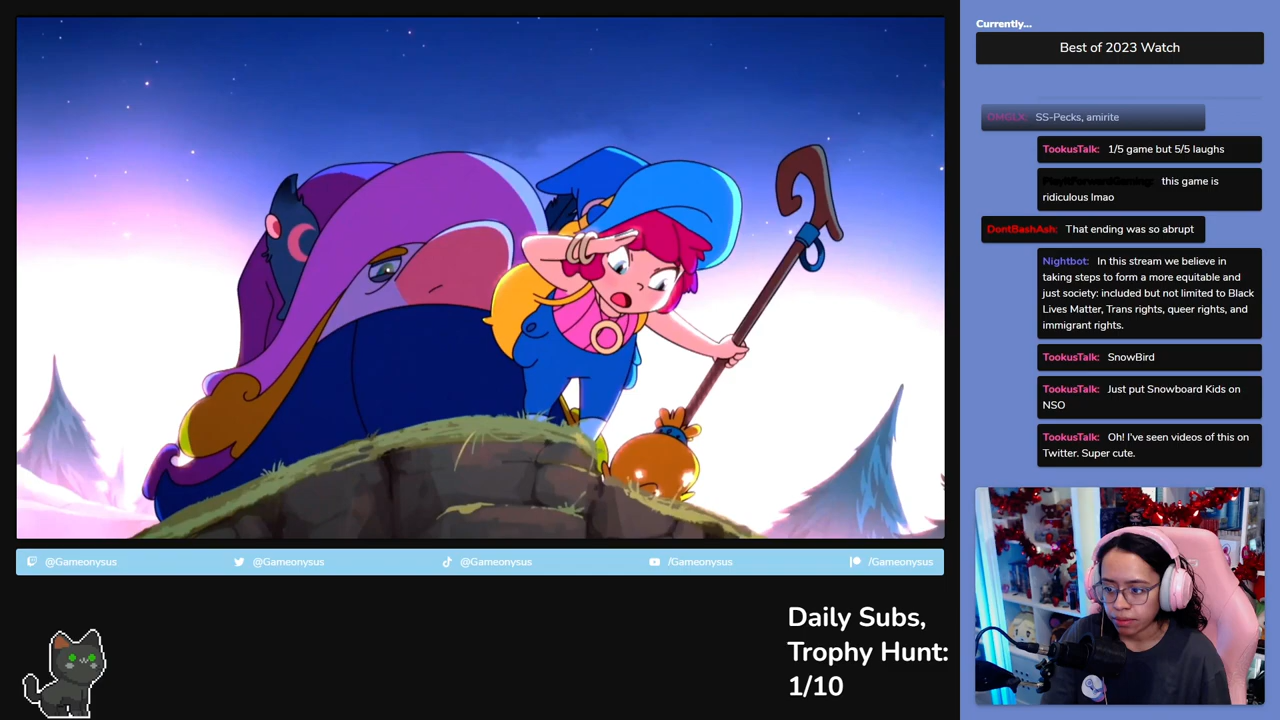 Currently...
Best of 2023 Watch
OMGLX: SS-Pecks, amirite
TookusTalk: 1/5 game but 5/5 laughs
PlayItForwardGaming: this game is
ridiculous lmao
DontBashAsh: That ending was so abrupt
Nightbot: In this stream we believe in
taking steps to form a more equitable and
just society: included but not limited to Black
Lives Matter, Trans rights, queer rights, and
immigrant rights.
TookusTalk: SnowBird
TookusTalk: Just put Snowboard Kids on
NSO
TookusTalk: Oh! I've seen videos of this on
Twitter. Super cute.
@Gameonysus @Gameonysus @Gameonysus /Gameonysus /Gameonysus
Daily Subs,
Trophy Hunt:
1/10